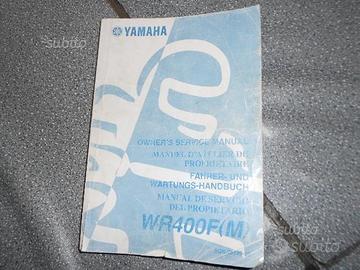 YAMAHA
OWNER'S SERVICE MANUAL
MANUEL D'ATELIER DU
PROPRIETAIRE
FAHRER- UND
WARTUNGS-HANDBUCH
MANUAL DE SERVICIO
DEL PROPIETARIO
WR400F(M)
subito
subito
subito
subito